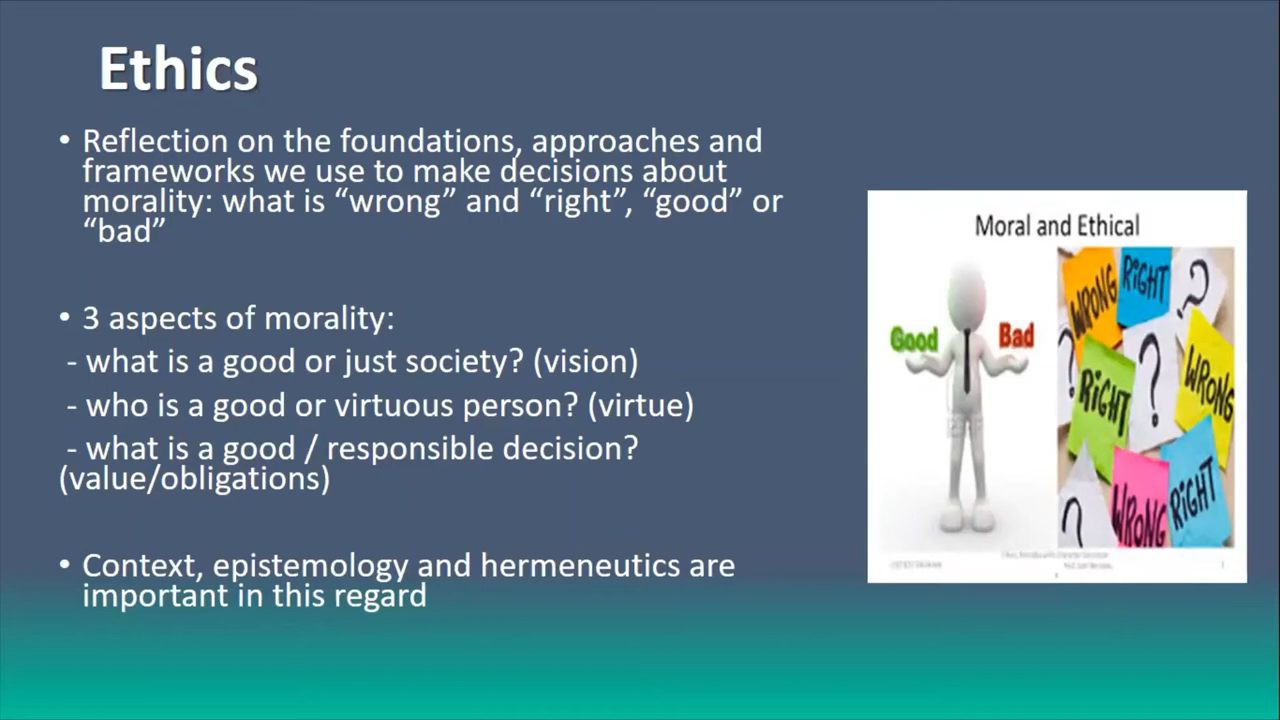 Ethics
• Reflection on the foundations, approaches and
frameworks we use to make decisions about
morality: what is “wrong” and “right”, “good” or
“bad”
• 3 aspects of morality:
- what is a good or just society? (vision)
- who is a good or virtuous person? (virtue)
- what is a good / responsible decision?
(value/obligations)
• Context, epistemology and hermeneutics are
important in this regard
Moral and Ethical
Good
Bad
WRONG
RIGHT
?
?
?
RIGHT
WRONG
?
WRONG
RIGHT